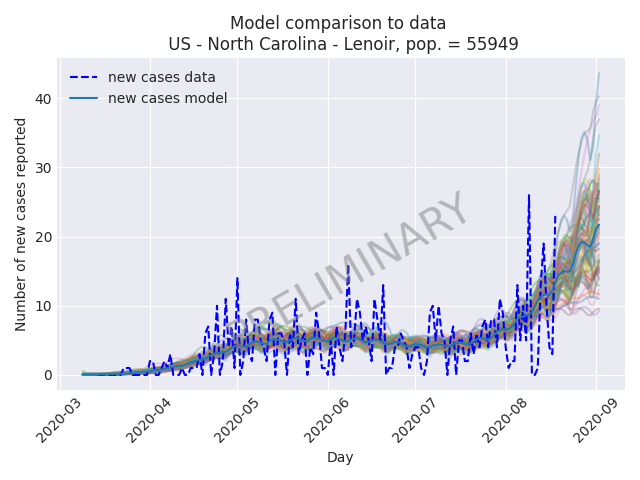 Model comparison to data
US - North Carolina - Lenoir, pop. = 55949
new cases data
new cases model
PRELIMINARY
Number of new cases reported
40
30
20
10
0
2020-03
2020-04
2020-05
2020-06
2020-07
2020-08
2020-09
Day